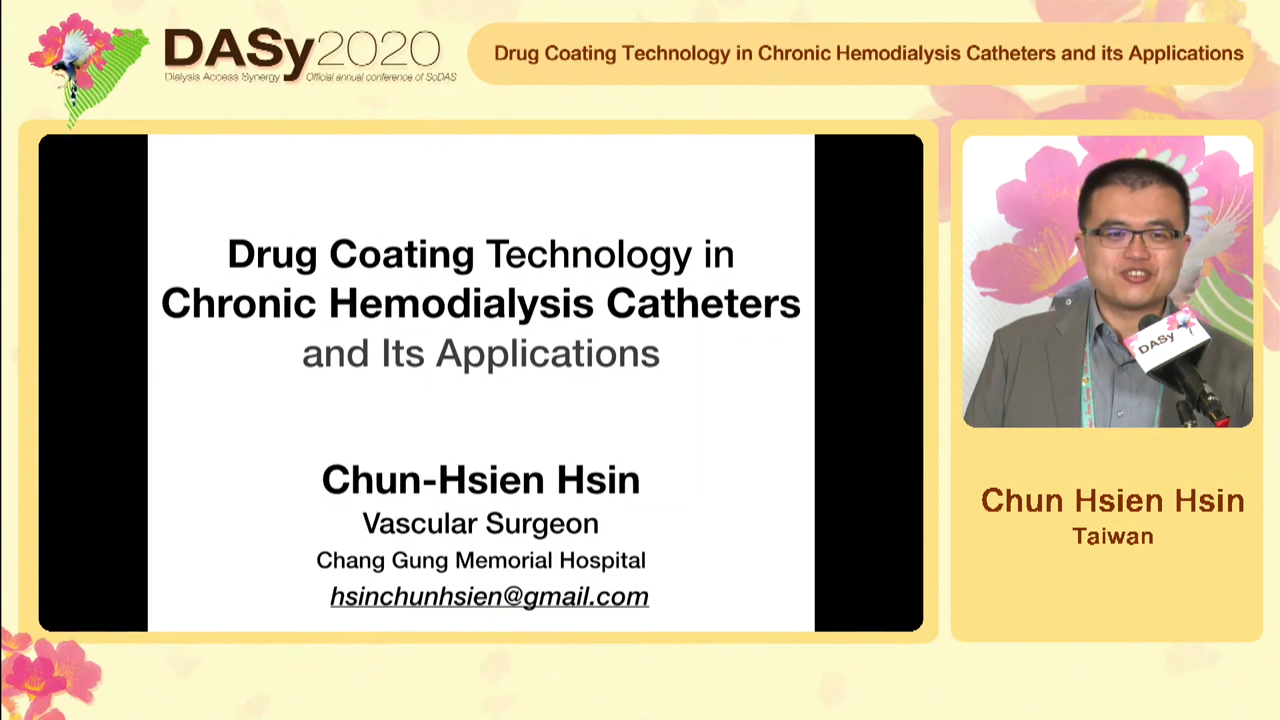 DASy2020
Dialysis Access Synergy Official annual conference of SoDAS
Drug Coating Technology in Chronic Hemodialysis Catheters and its Applications
Drug Coating Technology in
Chronic Hemodialysis Catheters
and Its Applications
Chun-Hsien Hsin
Vascular Surgeon
Chang Gung Memorial Hospital
hsinchunhsien@gmail.com
DASy
Chun Hsien Hsin
Taiwan